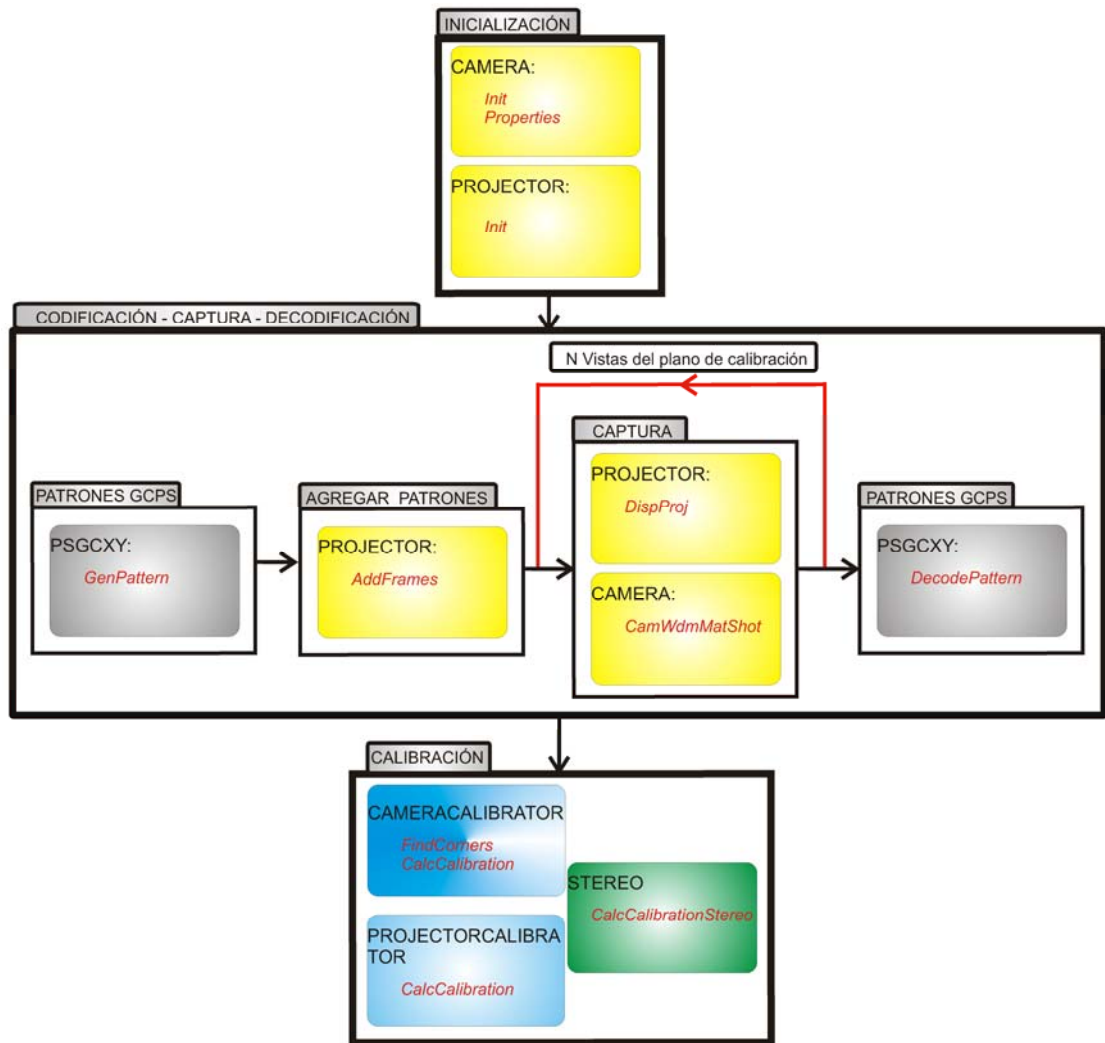 INICIALIZACIÓN
CAMERA:
Init
Properties
PROJECTOR:
Init
CODIFICACIÓN - CAPTURA - DECODIFICACIÓN
N Vistas del plano de calibración
PATRONES GCPS
PSGCXY:
GenPattern
AGREGAR PATRONES
PROJECTOR:
AddFrames
CAPTURA
PROJECTOR:
DispProj
CAMERA:
CamWdmMatShot
PATRONES GCPS
PSGCXY:
DecodePattern
CALIBRACIÓN
CAMERACALIBRATOR
FindCorners
CalcCalibration
PROJECTORCALIBRA
TOR
CalcCalibration
STEREO
CalcCalibrationStereo